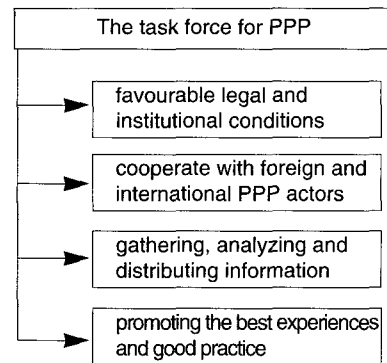 The task force for PPP
favourable legal and
institutional conditions
cooperate with foreign and
international PPP actors
gathering, analyzing and
distributing information
promoting the best experiences
and good practice